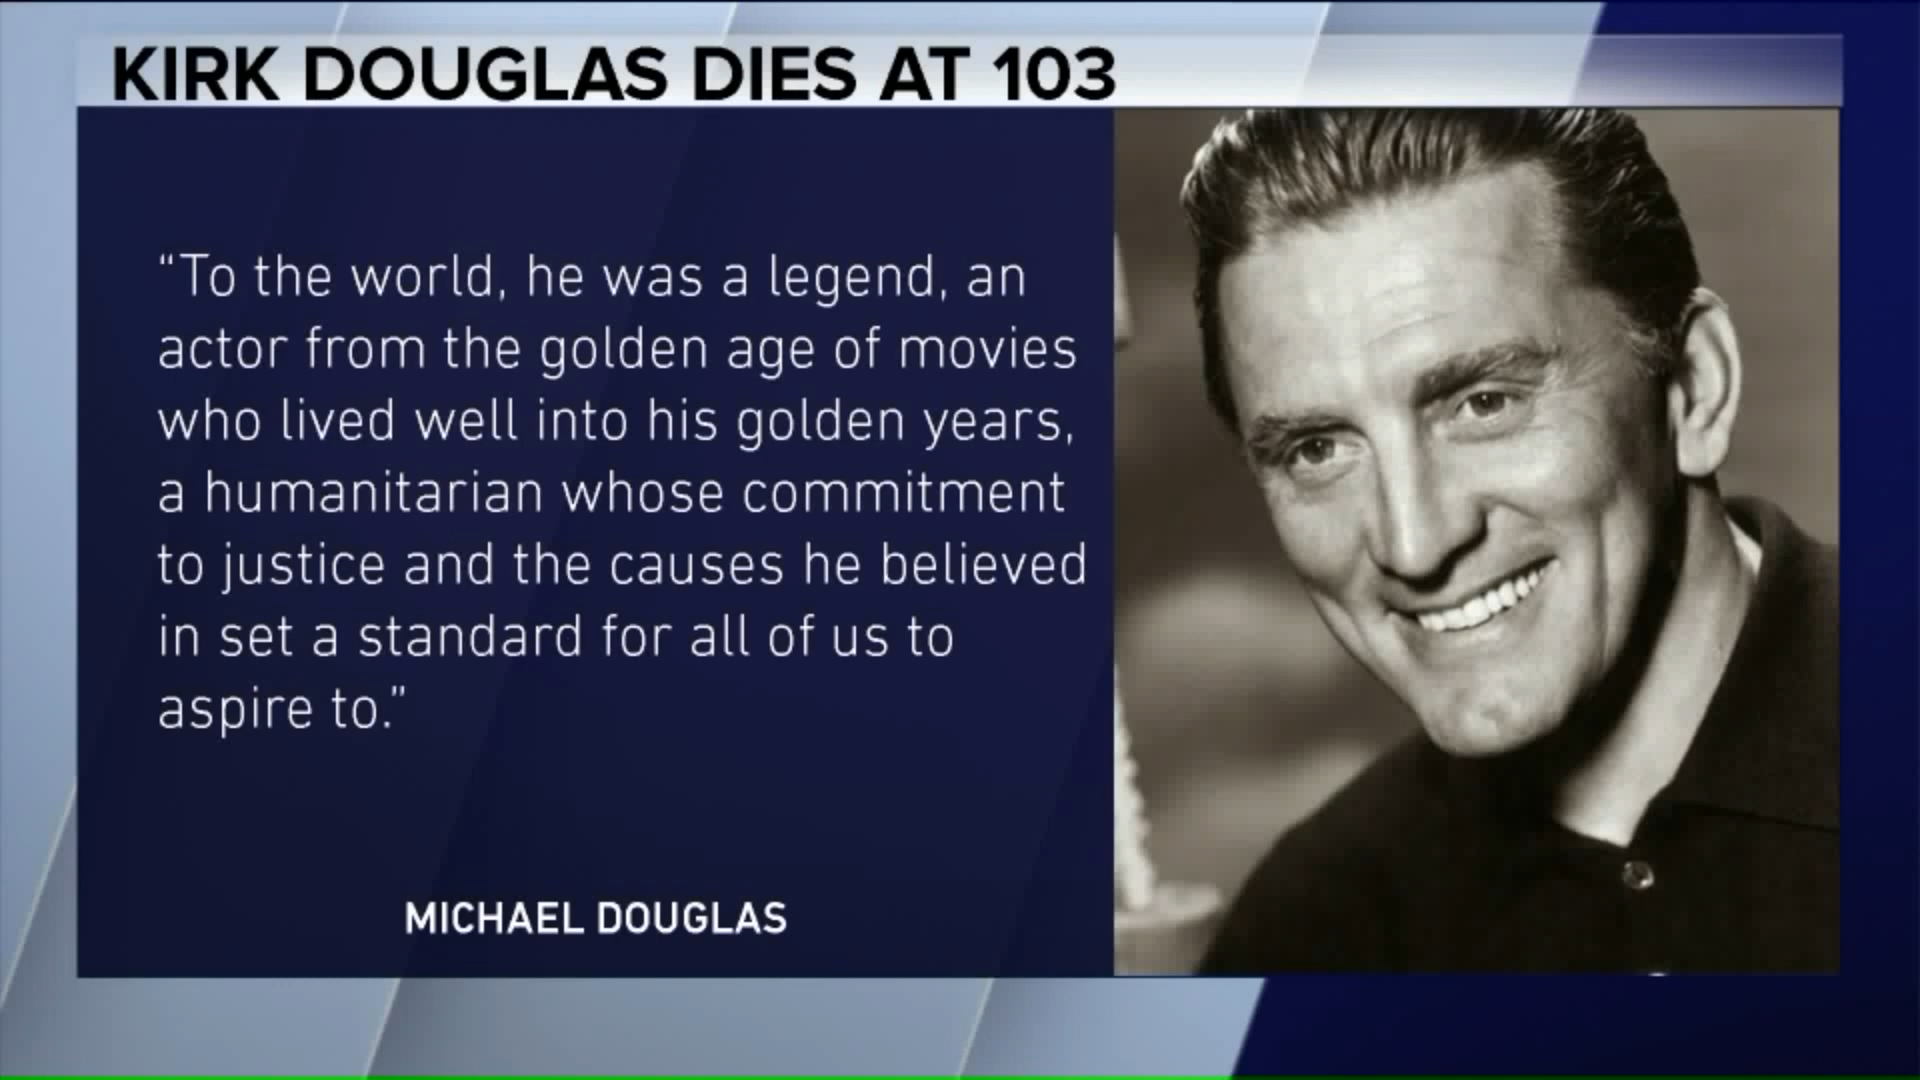 KIRK DOUGLAS DIES AT 103
“To the world, he was a legend, an
actor from the golden age of movies
who lived well into his golden years,
a humanitarian whose commitment
to justice and the causes he believed
in set a standard for all of us to
aspire to.”
MICHAEL DOUGLAS